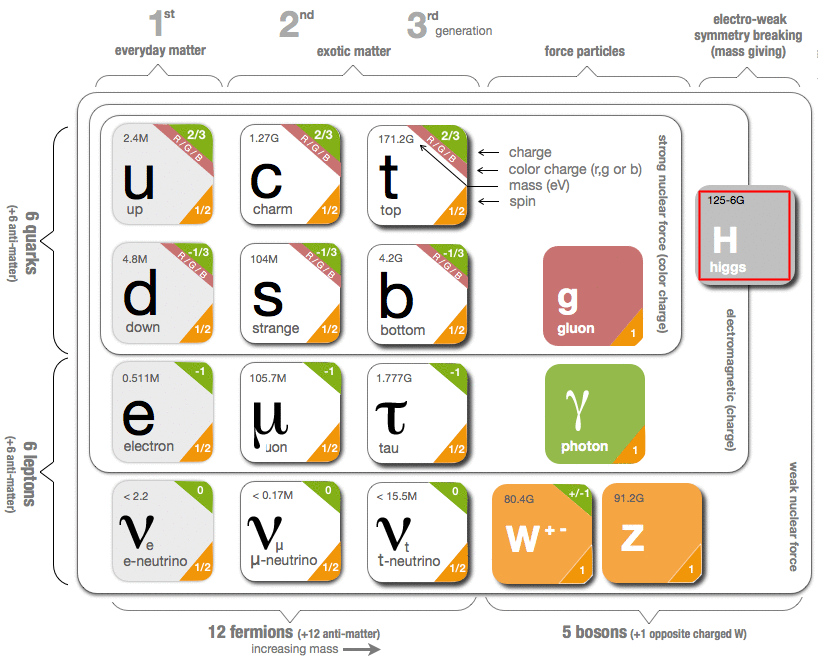 1st
2nd
3rd
generation
electro-weak
symmetry breaking
(mass giving)
everyday matter
exotic matter
force particles
6 quarks
(+6 anti-matter)
6 leptons
(+6 anti-matter)
2.4M
2/3
R/G/B
u
up
1/2
1.27G
2/3
R/G/B
c
charm
1/2
171.2G
2/3
R/G/B
t
top
1/2
charge
color charge (r,g or b)
mass (eV)
spin
strong nuclear force (color charge)
125-6G
H
higgs
4.8M
-1/3
R/G/B
d
down
1/2
104M
-1/3
R/G/B
s
strange
1/2
4.2G
-1/3
R/G/B
b
bottom
1/2
g
gluon
1
electromagnetic (charge)
0.511M
-1
e
electron
1/2
105.7M
-1
μ
uon
1/2
1.777G
-1
τ
tau
1/2
γ
photon
1
weak nuclear force
< 2.2
0
νe
e-neutrino
1/2
< 0.17M
0
νμ
μ-neutrino
1/2
< 15.5M
0
νt
t-neutrino
1/2
80.4G
+/-1
W+-
1
91.2G
Z
1
12 fermions (+12 anti-matter)
increasing mass
5 bosons (+1 opposite charged W)